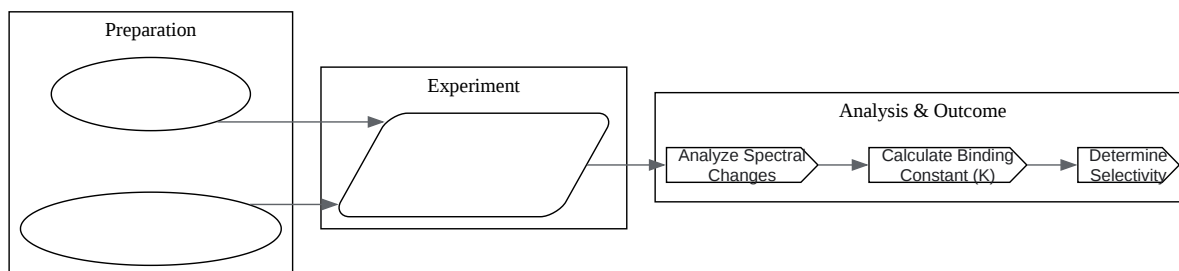 Preparation
Experiment
Analysis & Outcome
Analyze Spectral
Changes
Calculate Binding
Constant (K)
Determine
Selectivity